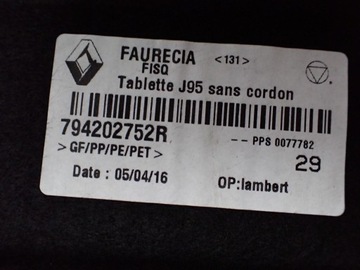 FAURECIA <131>
FISQ
Tablette J95 sans cordon
794202752R
-- PPS 0077782
>GF/PP/PE/PET<
29
Date : 05/04/16 OP:lambert